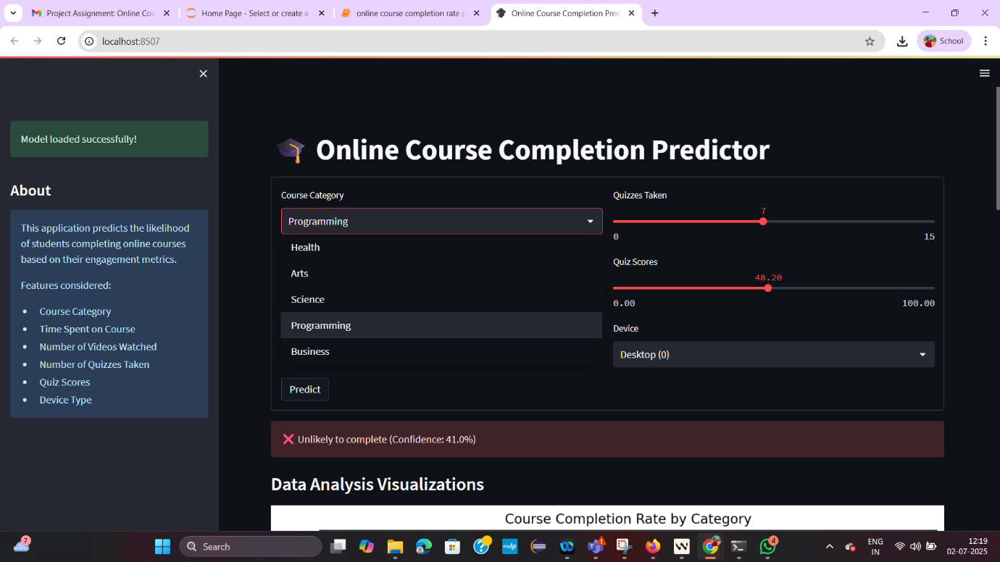 Project Assignment: Online Cou
Home Page - Select or create a
online course completion rate p
Online Course Completion Pred
localhost:8507
School
Model loaded successfully!
About
This application predicts the likelihood
of students completing online courses
based on their engagement metrics.
Features considered:
Course Category
Time Spent on Course
Number of Videos Watched
Number of Quizzes Taken
Quiz Scores
Device Type
Online Course Completion Predictor
Course Category
Programming
Health
Arts
Science
Programming
Business
Quizzes Taken
7
0 15
Quiz Scores
48.20
0.00 100.00
Device
Desktop (0)
Predict
Unlikely to complete (Confidence: 41.0%)
Data Analysis Visualizations
Course Completion Rate by Category
7
Search
myhp
4
ENG
IN
12:19
02-07-2025